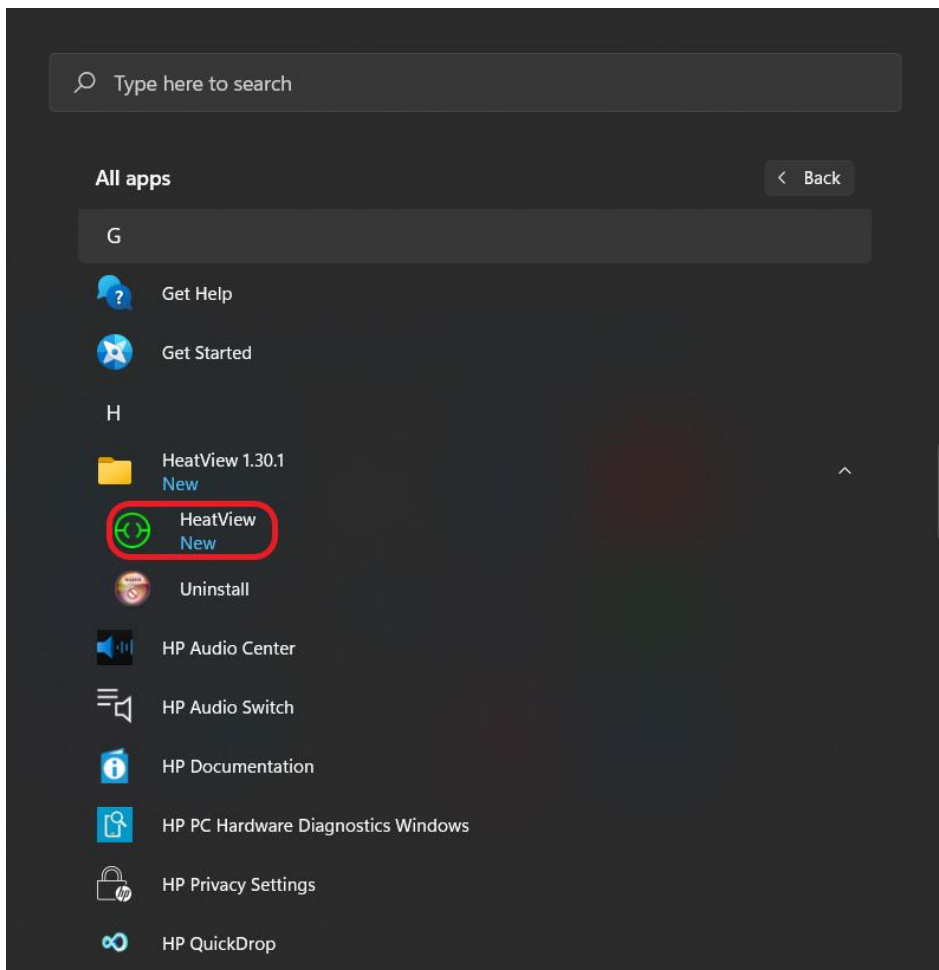 Type here to search
All apps
Back
G
Get Help
Get Started
H
HeatView 1.30.1
New
HeatView
New
Uninstall
HP Audio Center
HP Audio Switch
HP Documentation
HP PC Hardware Diagnostics Windows
HP Privacy Settings
HP QuickDrop